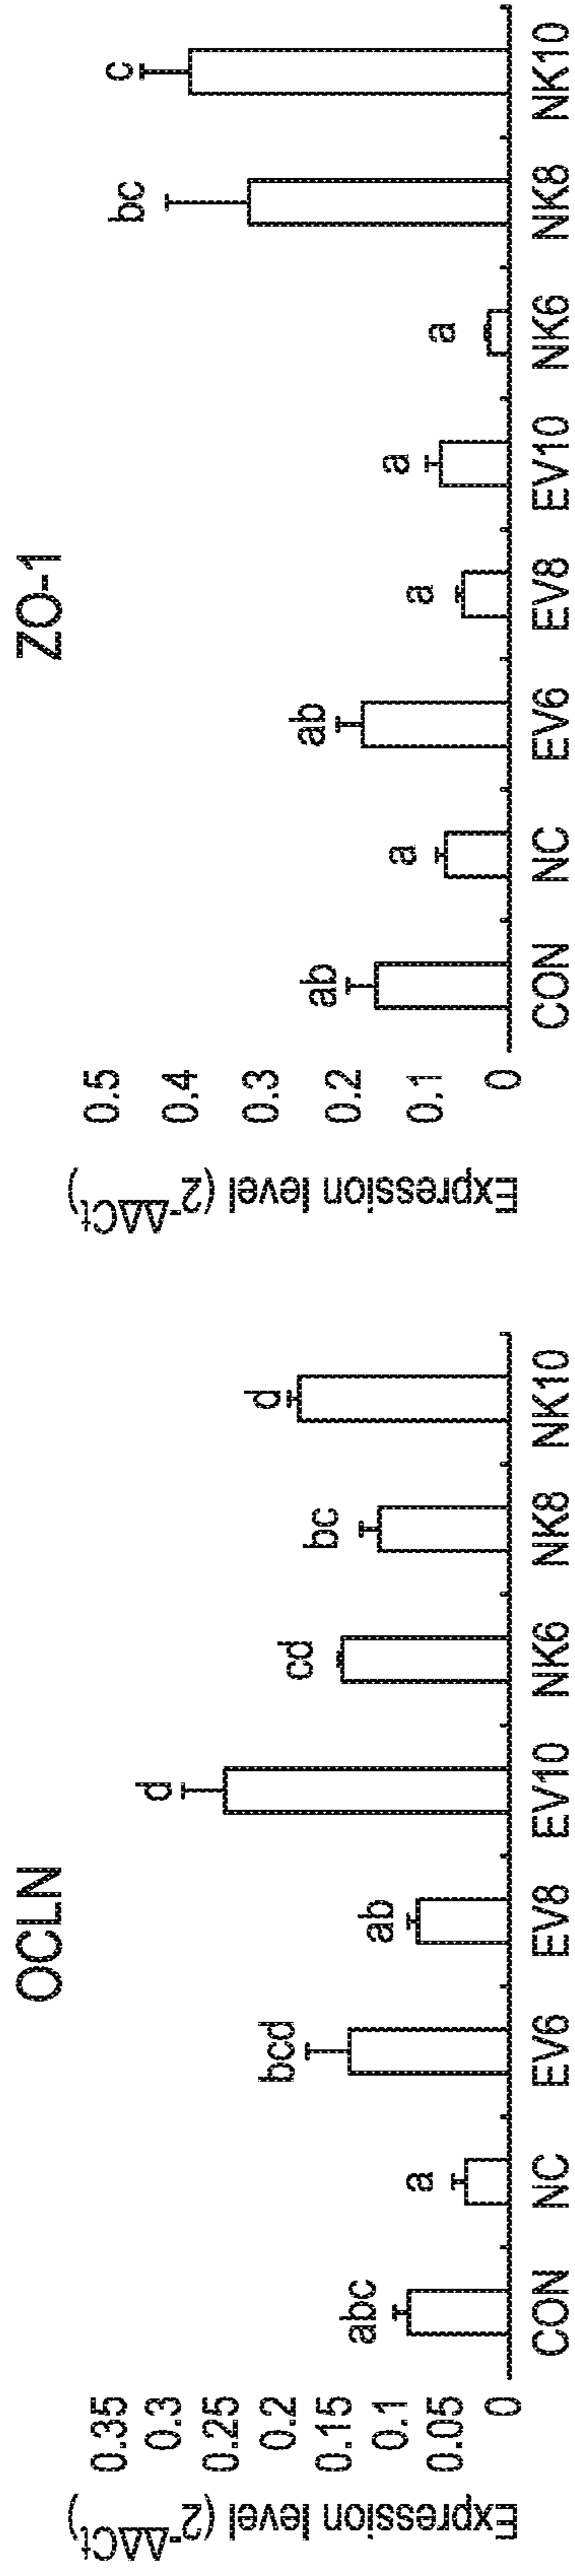 OCLN
Expression level (2^-ΔΔCt)
0.35
0.3
0.25
0.2
0.15
0.1
0.05
0
abc
a
bcd
ab
d
cd
bc
d
CON NC EV6 EV8 EV10 NK6 NK8 NK10
ZO-1
Expression level (2^-ΔΔCt)
0.5
0.4
0.3
0.2
0.1
0
ab
a
ab
a
a
a
bc
c
CON NC EV6 EV8 EV10 NK6 NK8 NK10